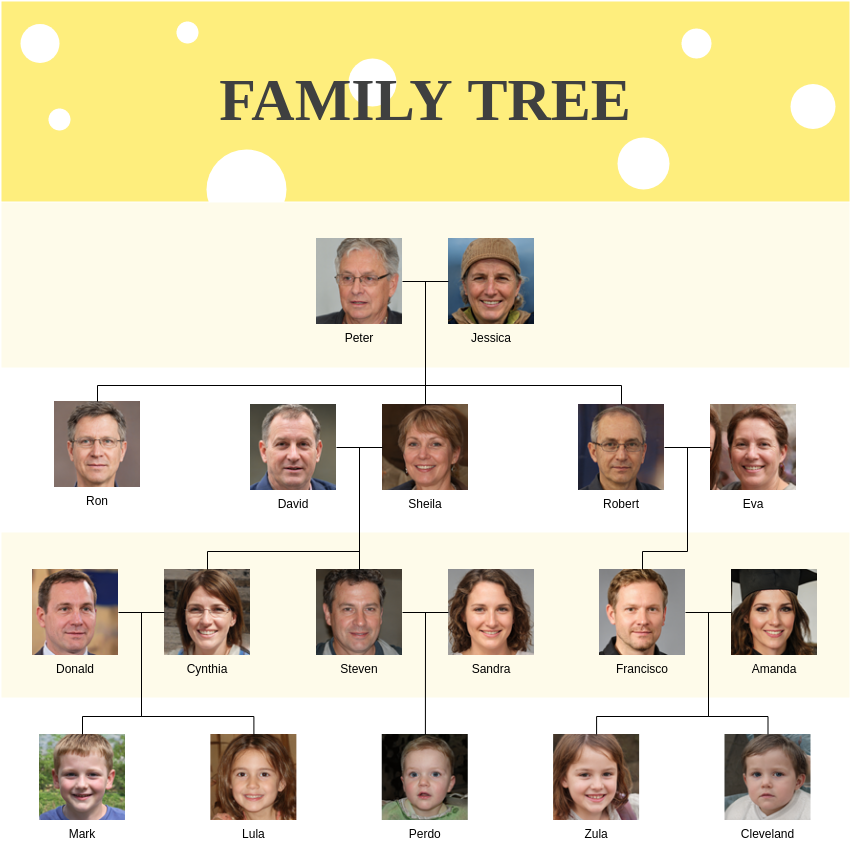 FAMILY TREE
Peter
Jessica
Ron
David
Sheila
Robert
Eva
Donald
Cynthia
Steven
Sandra
Francisco
Amanda
Mark
Lula
Perdo
Zula
Cleveland